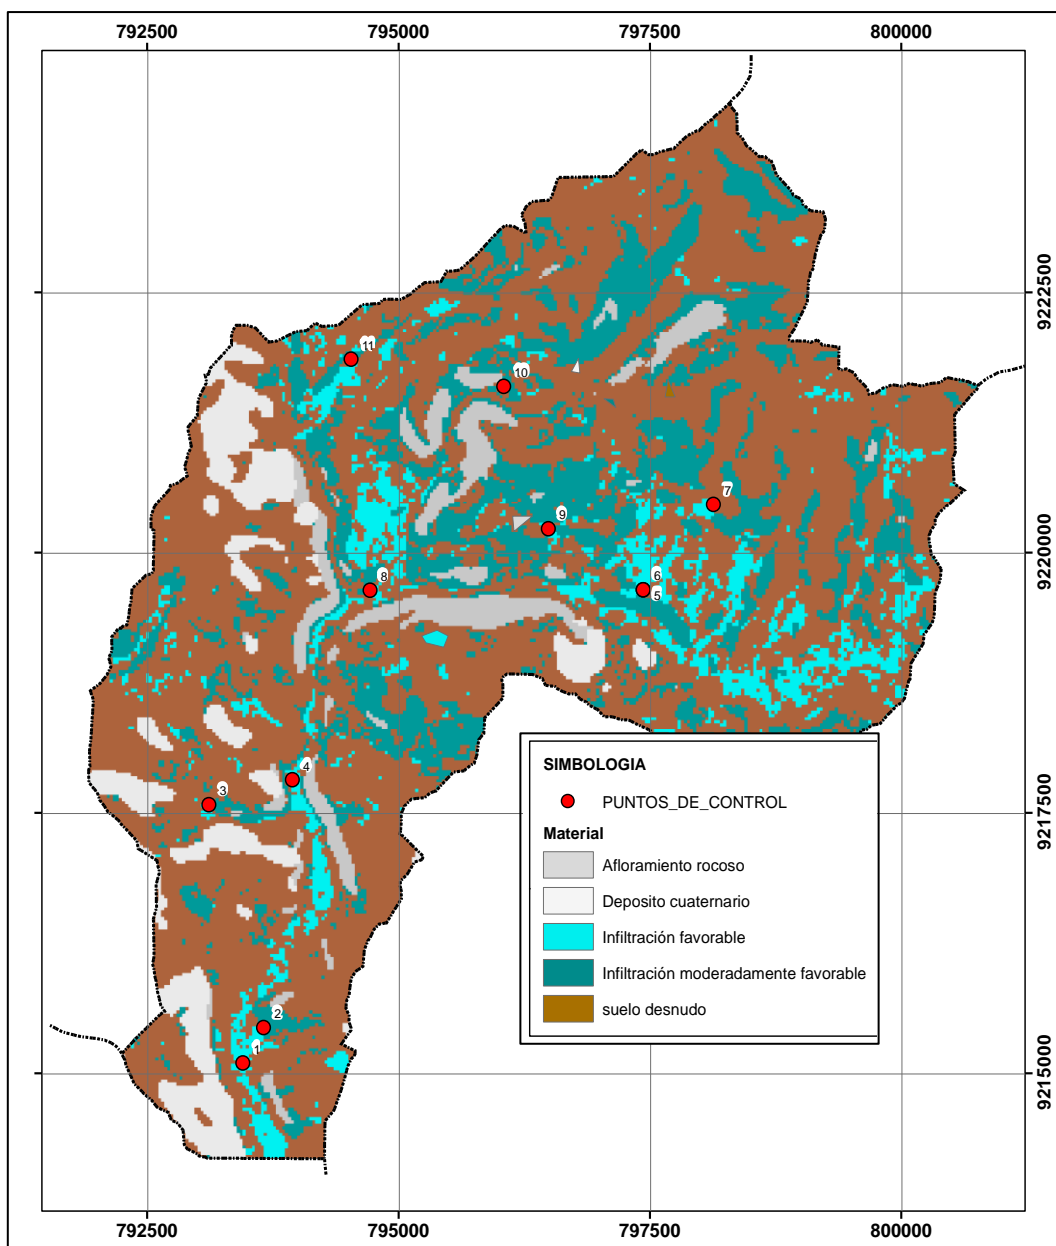 792500 795000 797500 800000
9222500
11
10
7
9
9220000
8
6
5
4
3
SIMBOLOGIA
PUNTOS_DE_CONTROL
9217500
Material
Afloramiento rocoso
Deposito cuaternario
Infiltración favorable
Infiltración moderadamente favorable
suelo desnudo
2
1
9215000
792500 795000 797500 800000